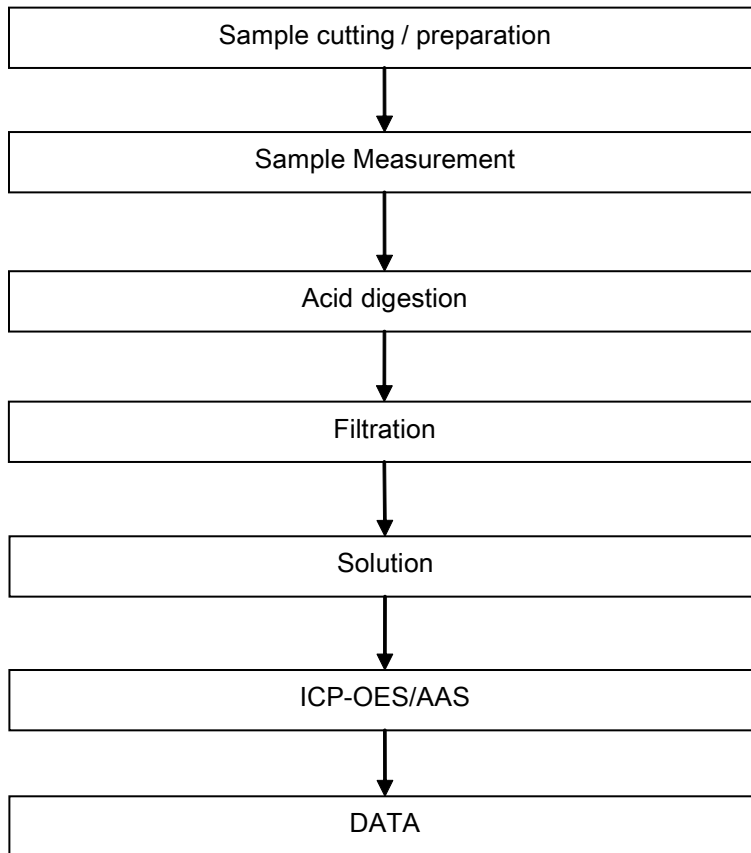 Sample cutting / preparation
Sample Measurement
Acid digestion
Filtration
Solution
ICP-OES/AAS
DATA